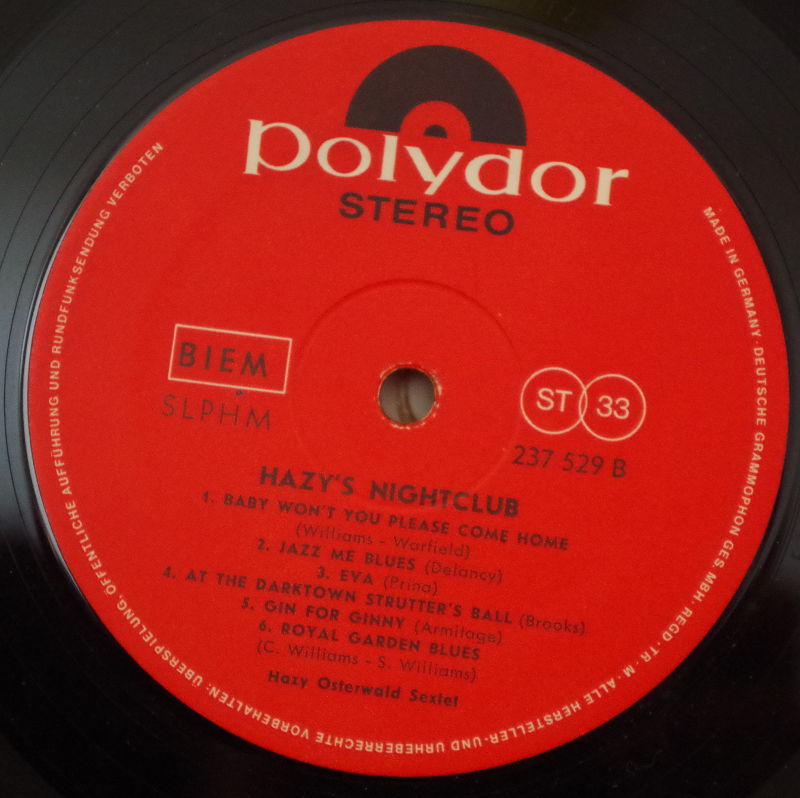 polydor
STEREO
BIEM
SLPHM
ST 33
237 529 B
HAZY'S NIGHTCLUB
1. BABY WON'T YOU PLEASE COME HOME
(Williams - Warfield)
2. JAZZ ME BLUES (Delancy)
3. EVA (Prina)
4. AT THE DARKTOWN STRUTTER'S BALL (Brooks)
5. GIN FOR GINNY (Armilage)
6. ROYAL GARDEN BLUES
(C. Williams - S. Williams)
Hazy Osterwald Sextet
MADE IN GERMANY · DEUTSCHE GRAMMOPHON GES. MBH. REGD. TR. M. · ALLE HERSTELLER- UND URHEBERRECHTE VORBEHALTEN: ÜBERSPIELUNG, ÖFFENTLICHE AUFFÜHRUNG UND RUNDFUNKSENDUNG VERBOTEN